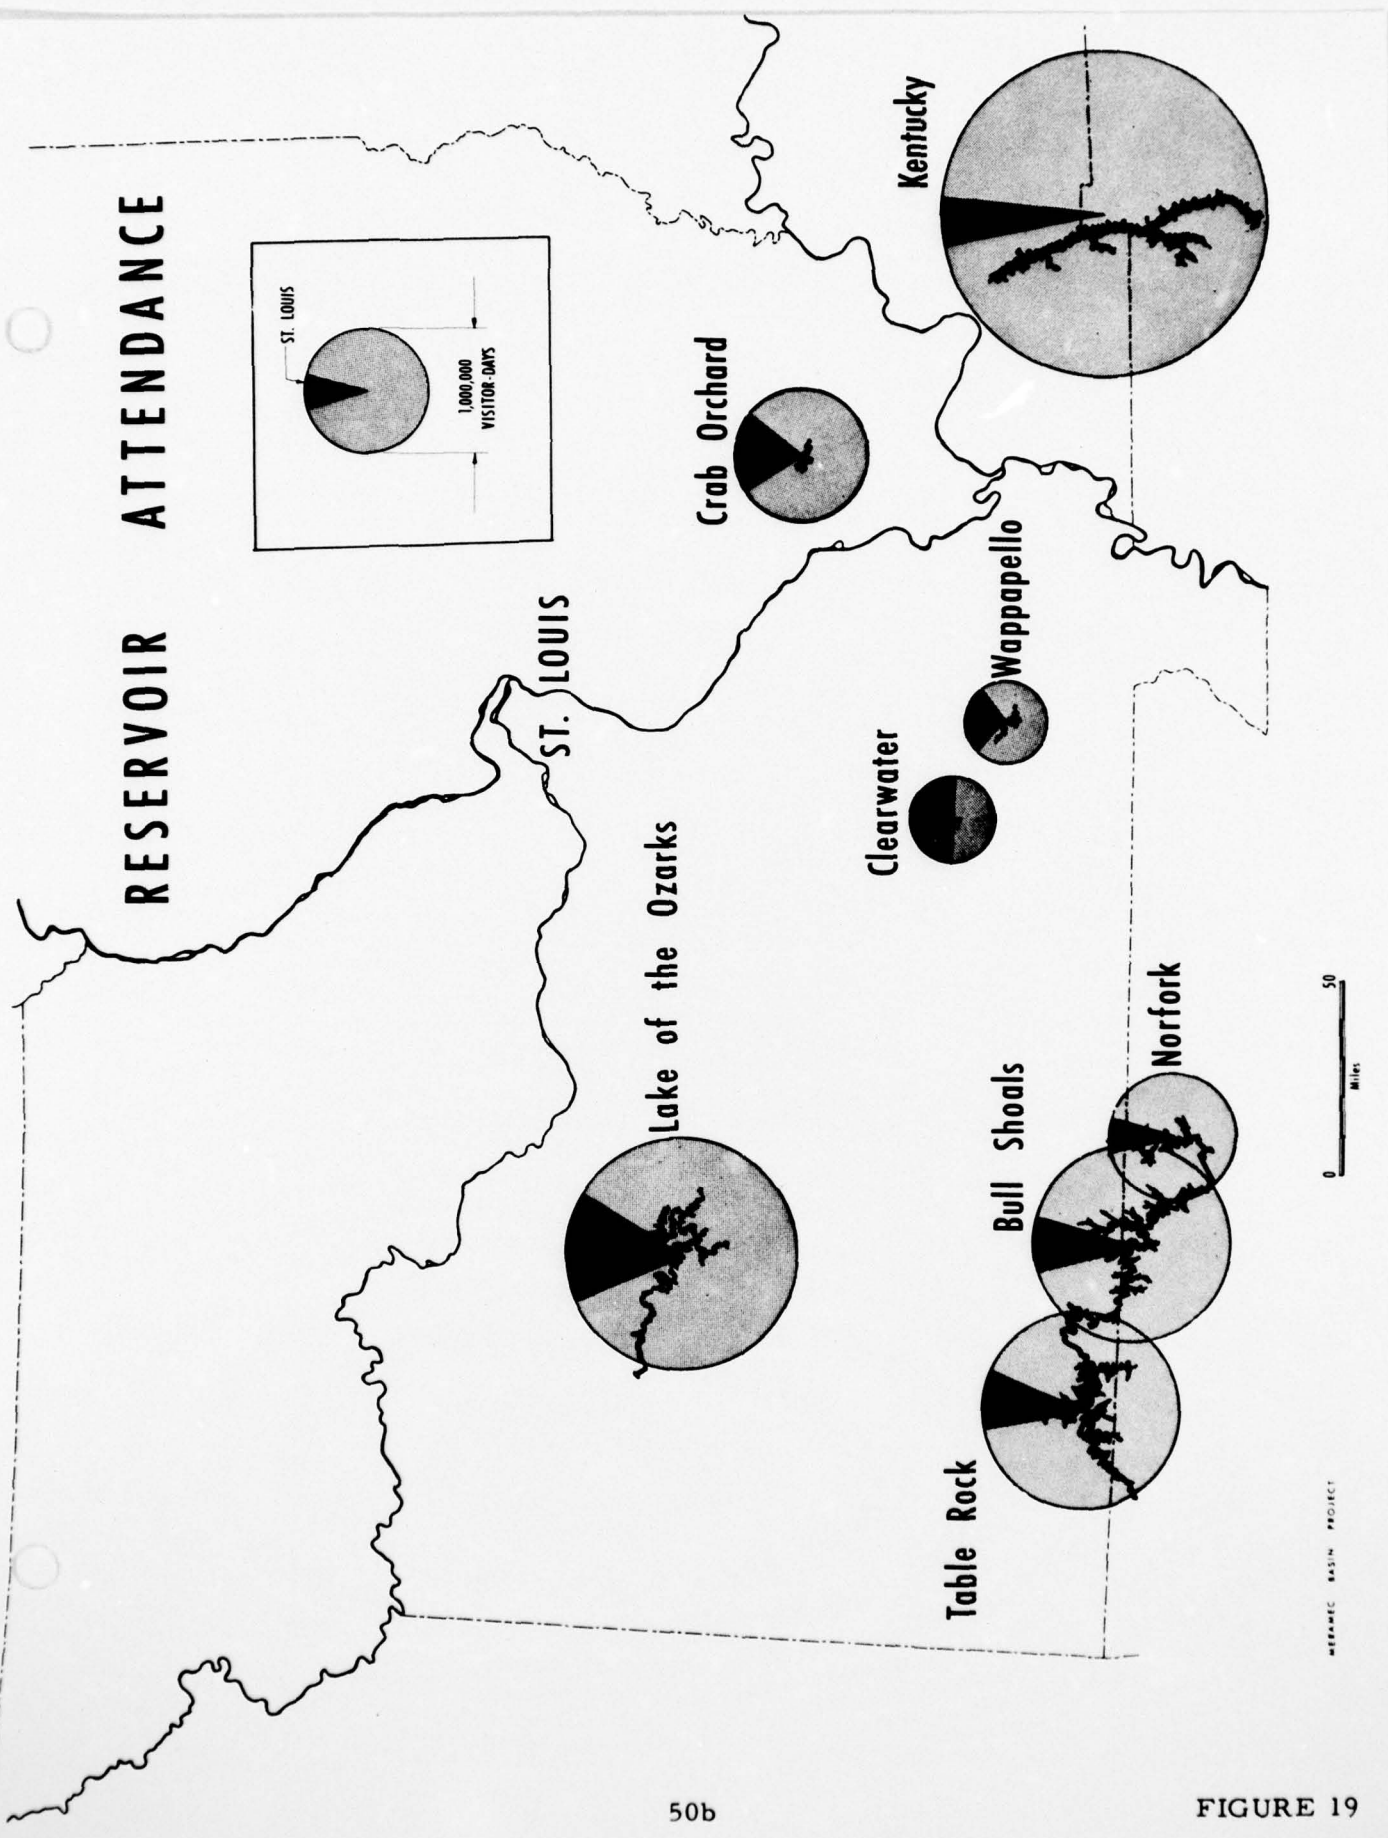 RESERVOIR ATTENDANCE
ST. LOUIS
1,000,000
VISITOR-DAYS
ST. LOUIS
Lake of the Ozarks
Crab Orchard
Kentucky
Clearwater
Wappapello
Table Rock
Bull Shoals
Norfork
0 50
Miles
MERAMEC BASIN PROJECT
50b
FIGURE 19